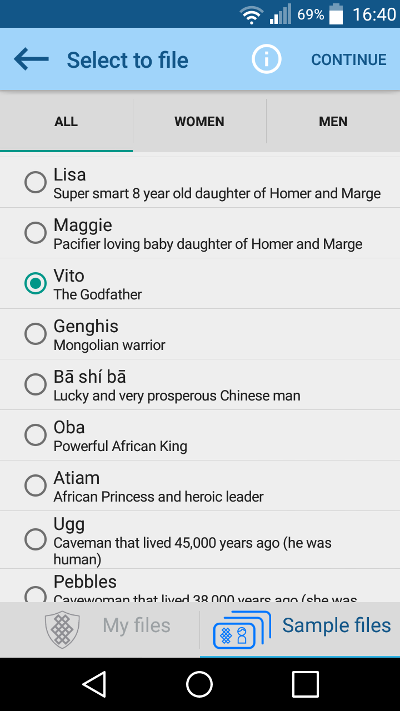 69% 16:40
Select to file CONTINUE
ALL WOMEN MEN
Lisa
Super smart 8 year old daughter of Homer and Marge
Maggie
Pacifier loving baby daughter of Homer and Marge
Vito
The Godfather
Genghis
Mongolian warrior
Bā shí bā
Lucky and very prosperous Chinese man
Oba
Powerful African King
Atiam
African Princess and heroic leader
Ugg
Caveman that lived 45,000 years ago (he was
human)
Pebbles
Cavewoman that lived 38,000 years ago (she was
My files Sample files